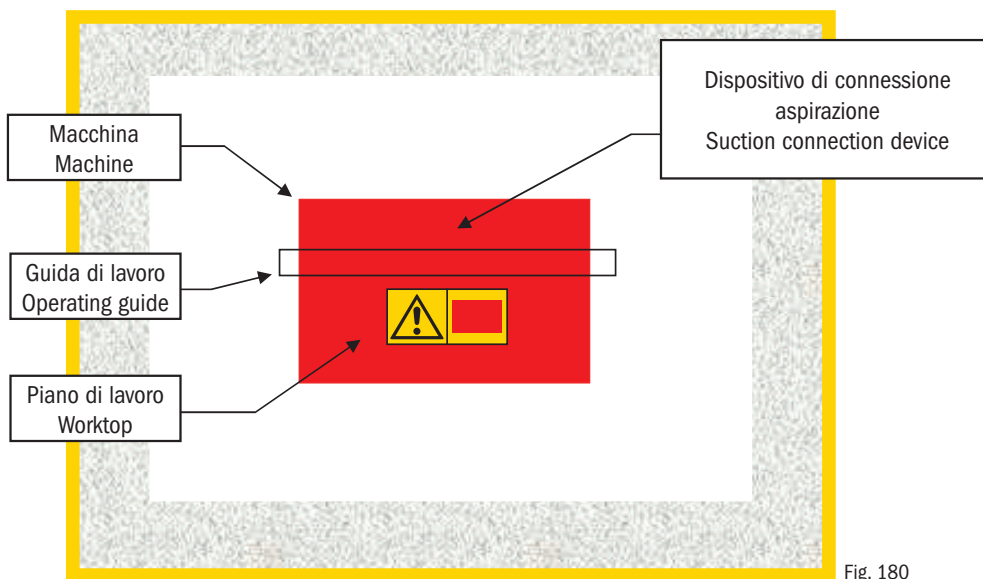 Dispositivo di connessione
aspirazione
Suction connection device
Macchina
Machine
Guida di lavoro
Operating guide
Piano di lavoro
Worktop
Fig. 180